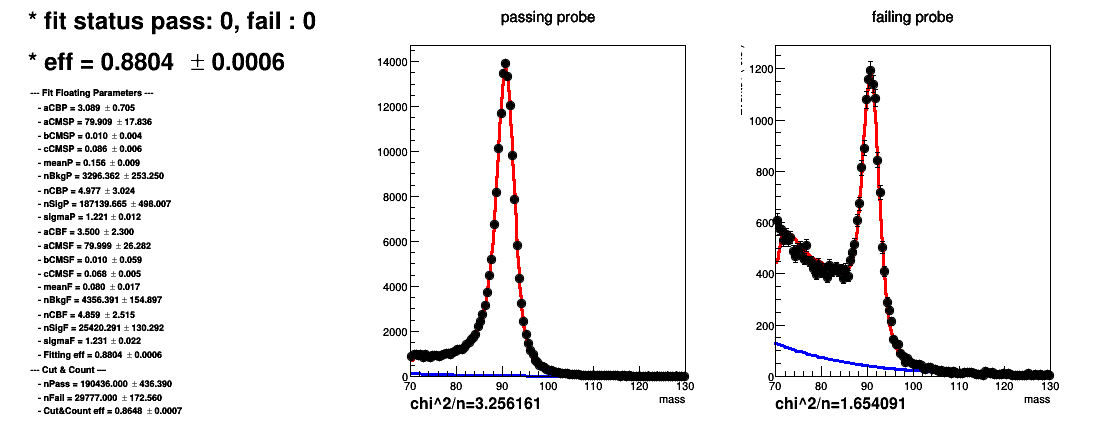 * fit status pass: 0, fail : 0
* eff = 0.8804 ± 0.0006
--- Fit Floating Parameters ---
- aCBP = 3.089 ± 0.705
- aCMSP = 79.909 ± 17.836
- bCMSP = 0.010 ± 0.004
- cCMSP = 0.086 ± 0.006
- meanP = 0.156 ± 0.009
- nBkgP = 3296.362 ± 253.250
- nCBP = 4.977 ± 3.024
- nSigP = 187139.665 ± 498.007
- sigmaP = 1.221 ± 0.012
- aCBF = 3.500 ± 2.300
- aCMSF = 79.999 ± 26.282
- bCMSF = 0.010 ± 0.059
- cCMSF = 0.068 ± 0.005
- meanF = 0.080 ± 0.017
- nBkgF = 4356.391 ± 154.897
- nCBF = 4.859 ± 2.515
- nSigF = 25420.291 ± 130.292
- sigmaF = 1.231 ± 0.022
- Fitting eff = 0.8804 ± 0.0006
--- Cut & Count ---
- nPass = 190436.000 ± 436.390
- nFail = 29777.000 ± 172.560
- Cut&Count eff = 0.8648 ± 0.0007
passing probe
14000
12000
10000
8000
6000
4000
2000
0
70 80 90 100 110 120 130
mass
chi^2/n=3.256161
failing probe
1200
1000
800
600
400
200
0
70 80 90 100 110 120 130
mass
chi^2/n=1.654091